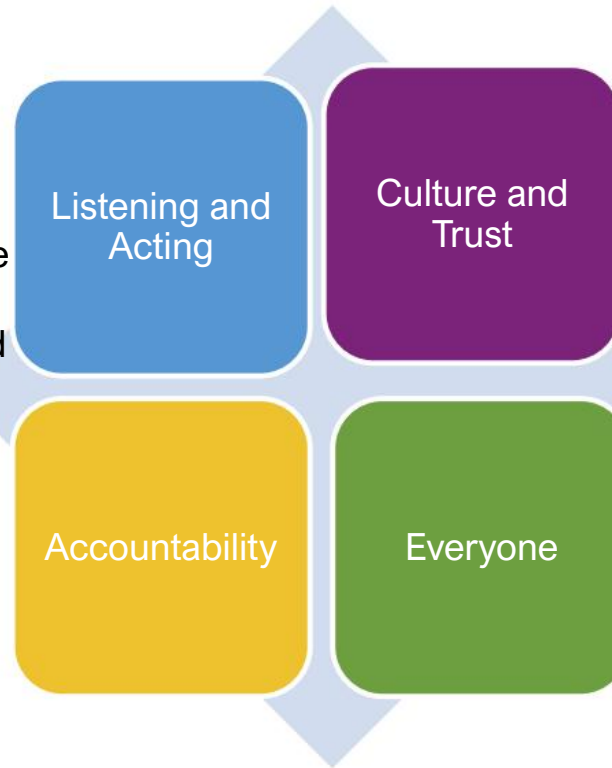 Listening and
Acting
Culture and
Trust
Accountability
Everyone